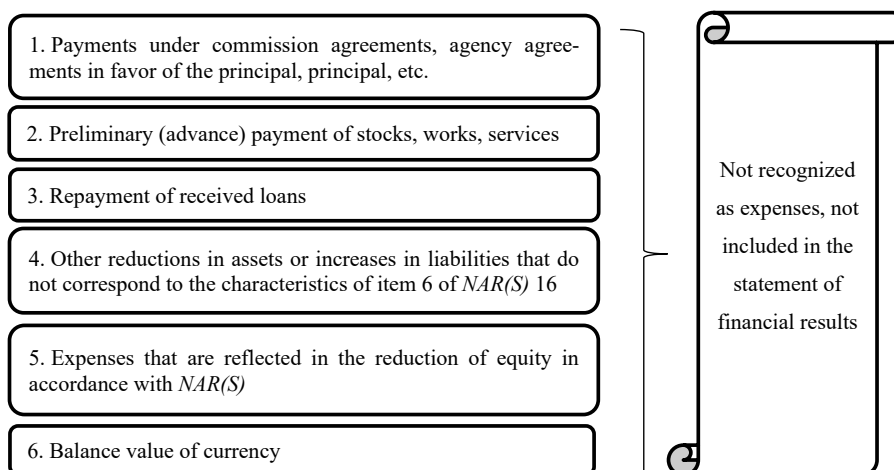 1. Payments under commission agreements, agency agree-
ments in favor of the principal, principal, etc.
2. Preliminary (advance) payment of stocks, works, services
3. Repayment of received loans
4. Other reductions in assets or increases in liabilities that do
not correspond to the characteristics of item 6 of NAR(S) 16
5. Expenses that are reflected in the reduction of equity in
accordance with NAR(S)
6. Balance value of currency
Not recognized
as expenses, not
included in the
statement of
financial results